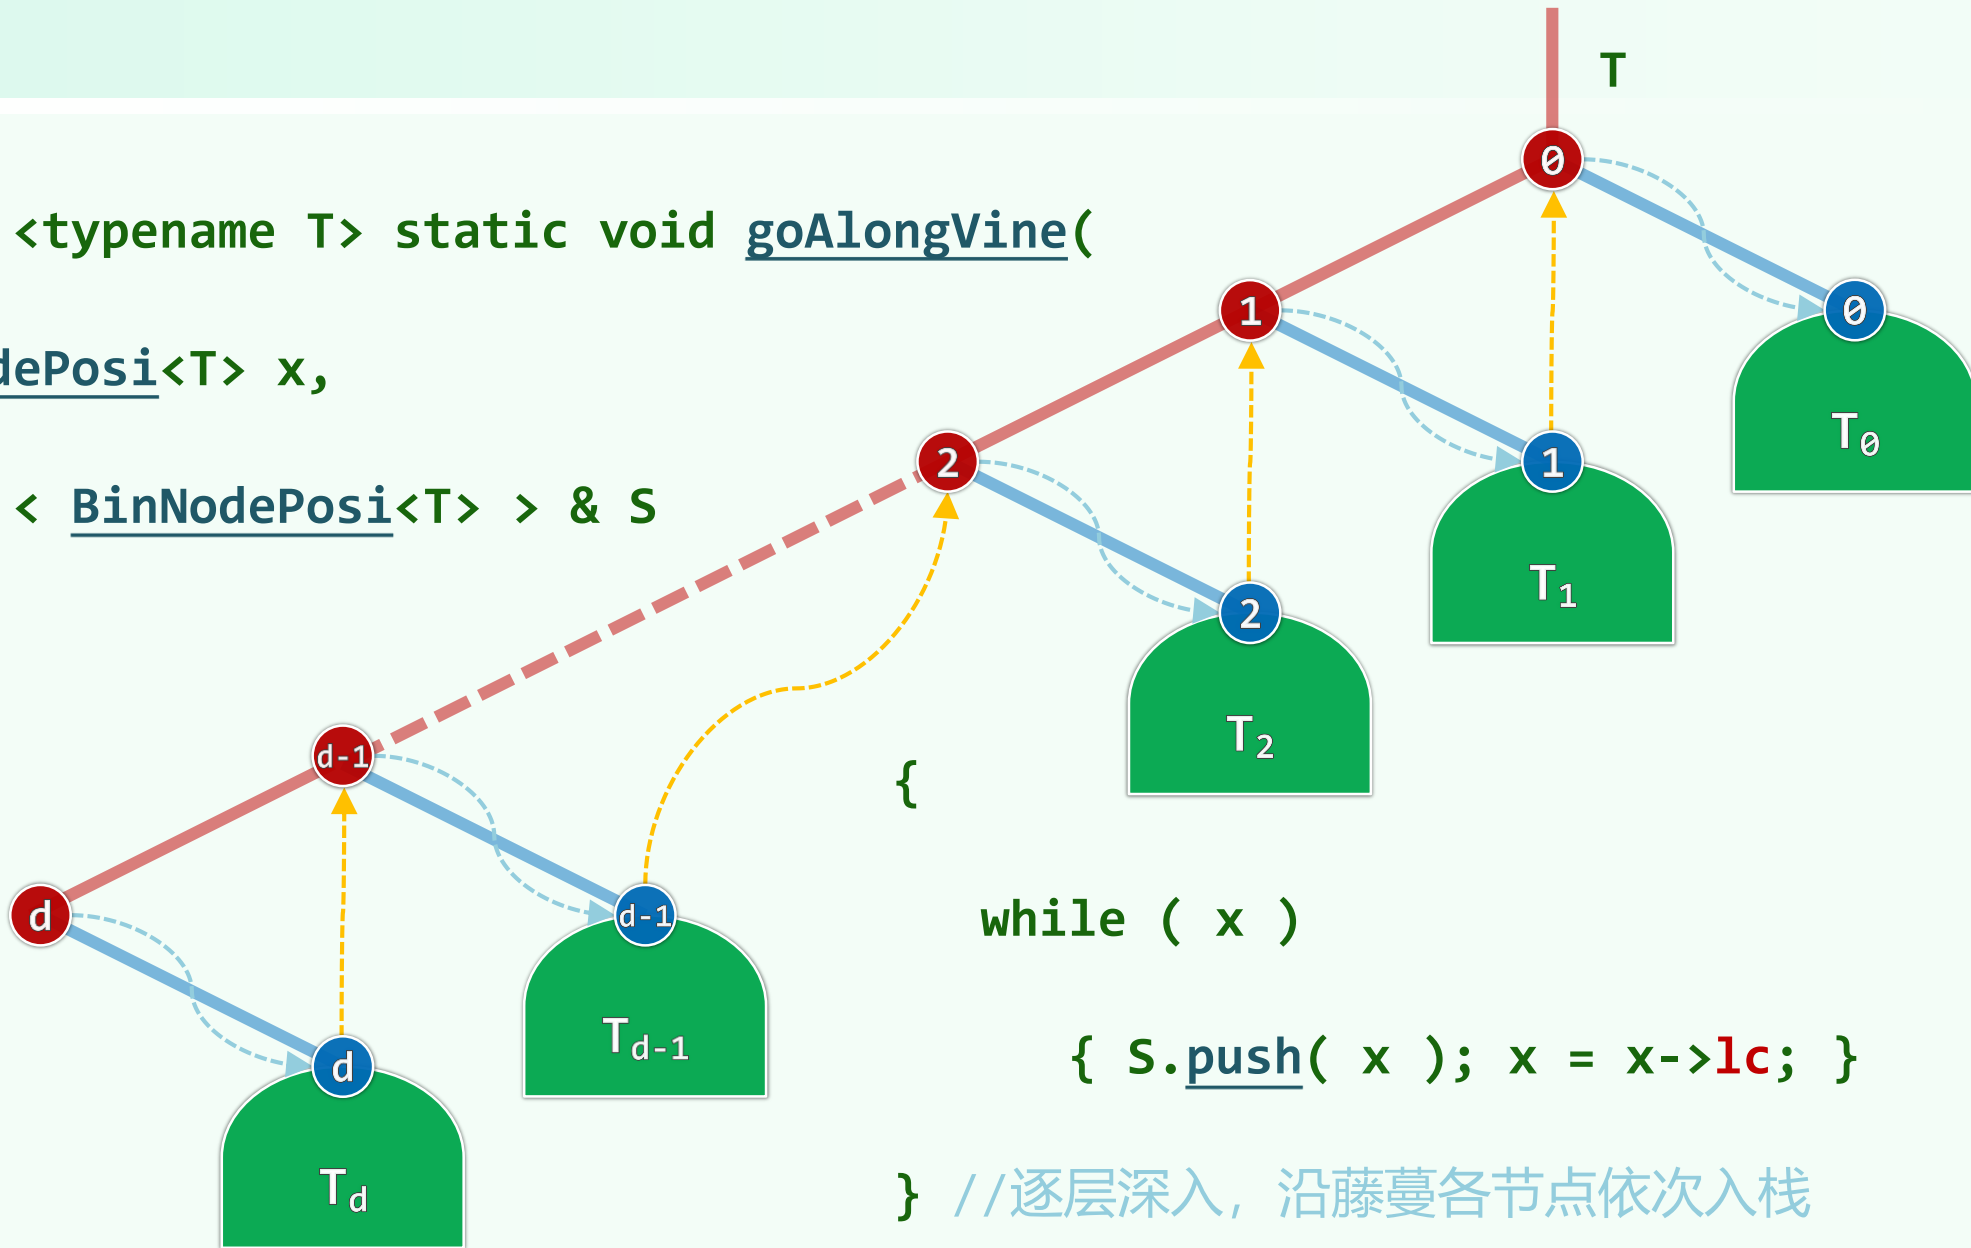 T
0
<typename T> static void goAlongVine(
1
0
dePosi<T> x,
T0
2
1
< BinNodePosi<T> > & S
T1
2
T2
d-1
{
d
d-1
while ( x )
Td-1
d
{ S.push( x ); x = x->lc; }
Td
} //逐层深入，沿藤蔓各节点依次入栈